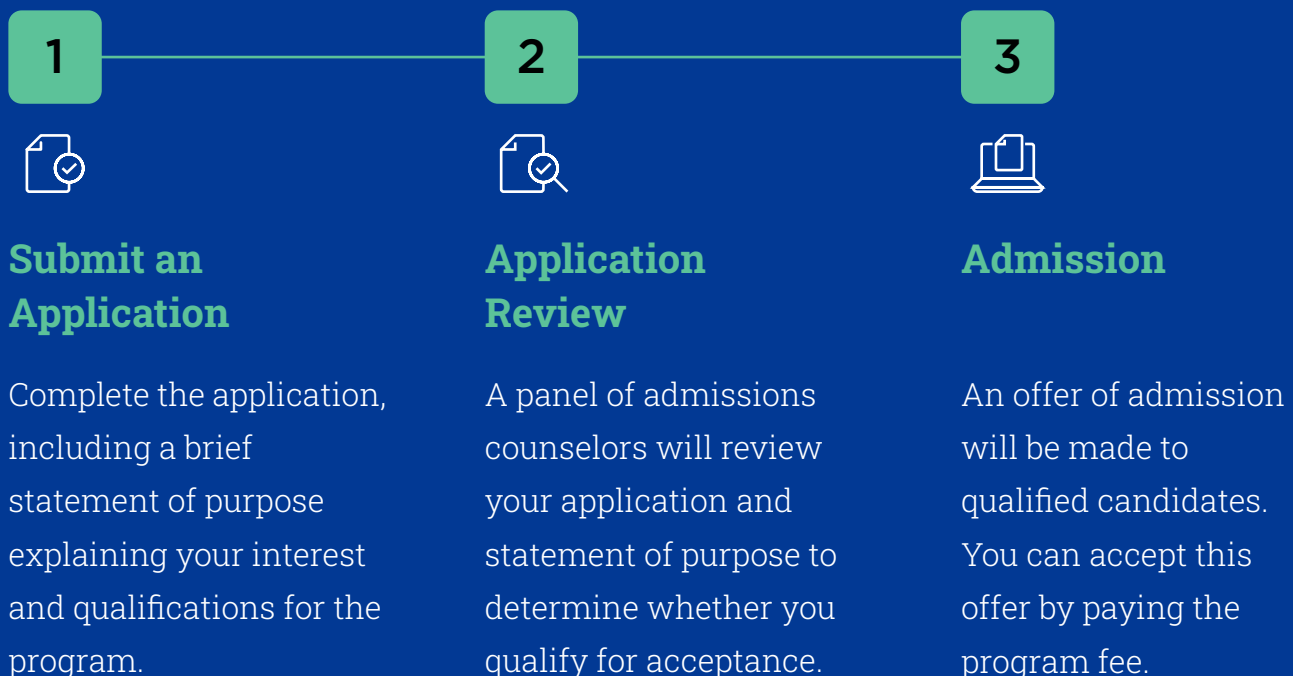 1
2
3
Submit an
Application
Complete the application,
including a brief
statement of purpose
explaining your interest
and qualifications for the
program.
Application
Review
A panel of admissions
counselors will review
your application and
statement of purpose to
determine whether you
qualify for acceptance.
Admission
An offer of admission
will be made to
qualified candidates.
You can accept this
offer by paying the
program fee.